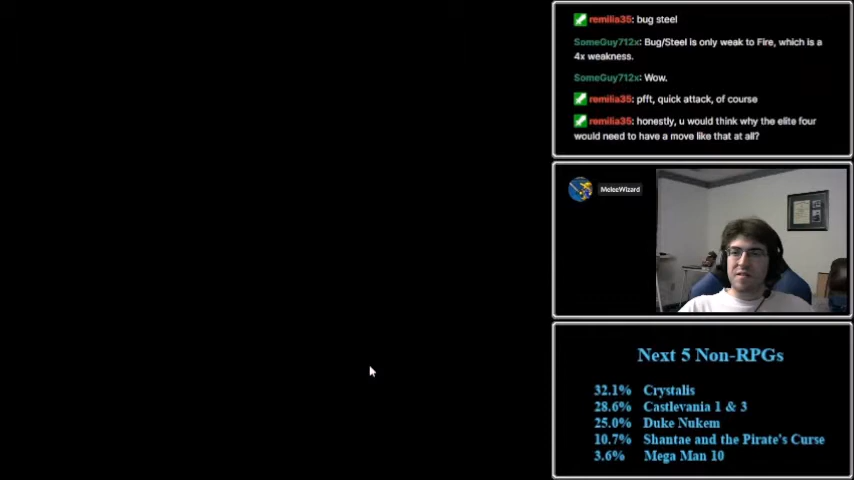 remilia35: bug steel
SomeGuy712x: Bug/Steel is only weak to Fire, which is a
4x weakness.
SomeGuy712x: Wow.
remilia35: pfft, quick attack, of course
remilia35: honestly, u would think why the elite four
would need to have a move like that at all?
MeleeWizard
Next 5 Non-RPGs
32.1% Crystalis
28.6% Castlevania 1 & 3
25.0% Duke Nukem
10.7% Shantae and the Pirate's Curse
3.6% Mega Man 10